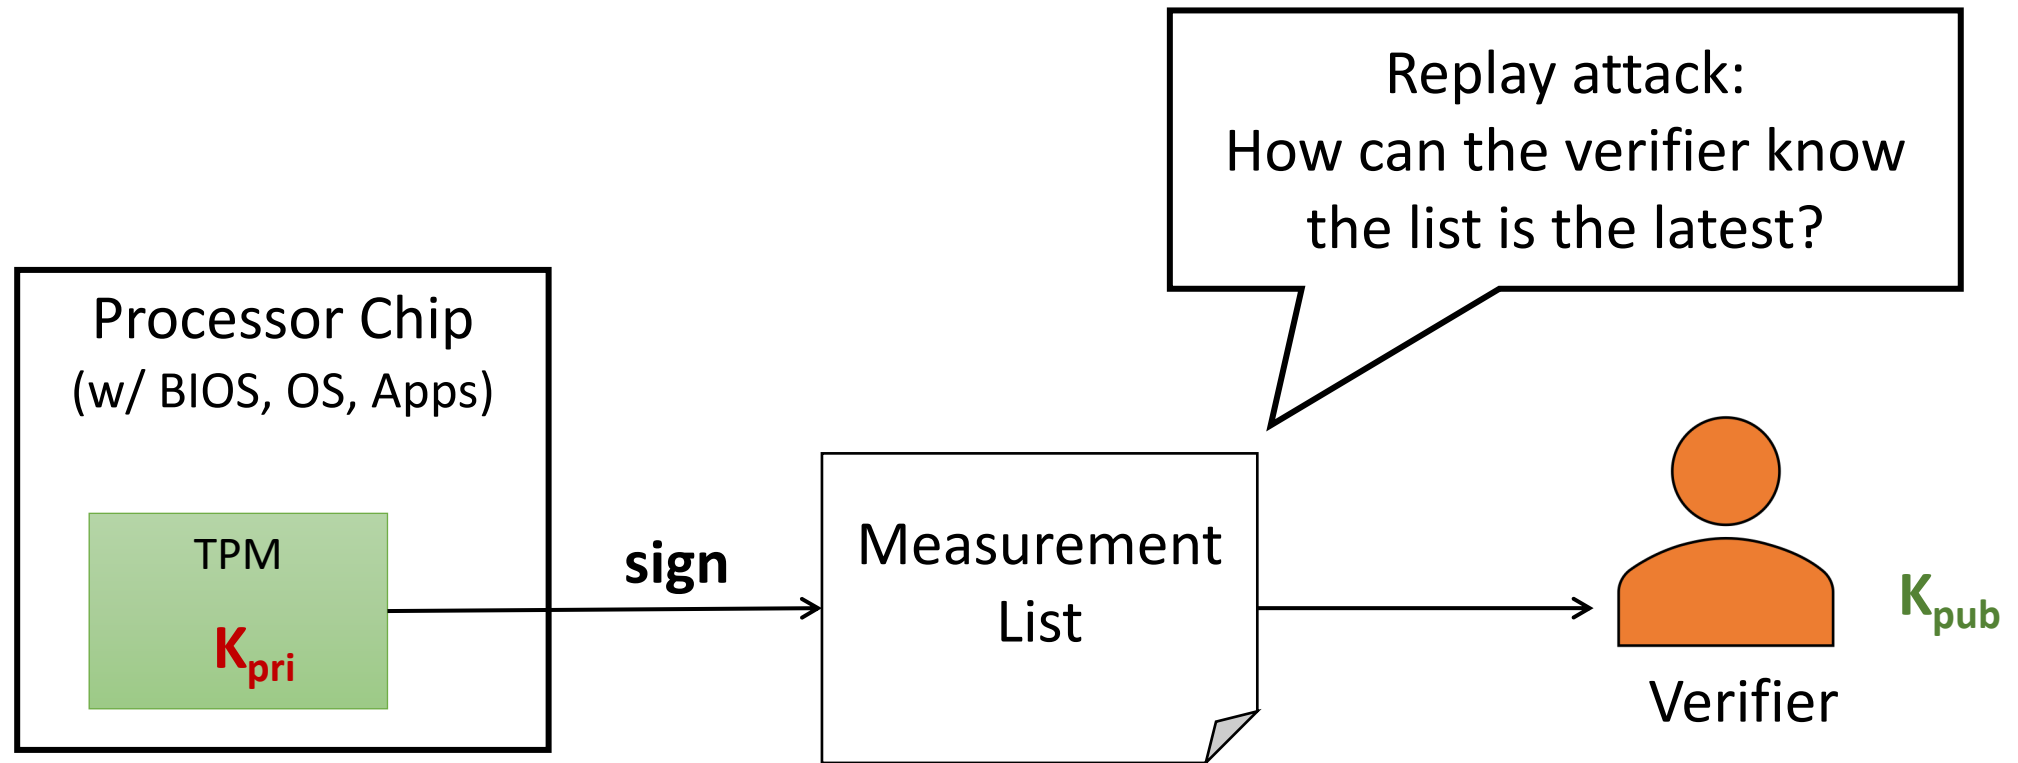 Replay attack:
How can the verifier know
the list is the latest?
Processor Chip
(w/ BIOS, OS, Apps)
TPM
Kpri
sign
Measurement
List
Kpub
Verifier